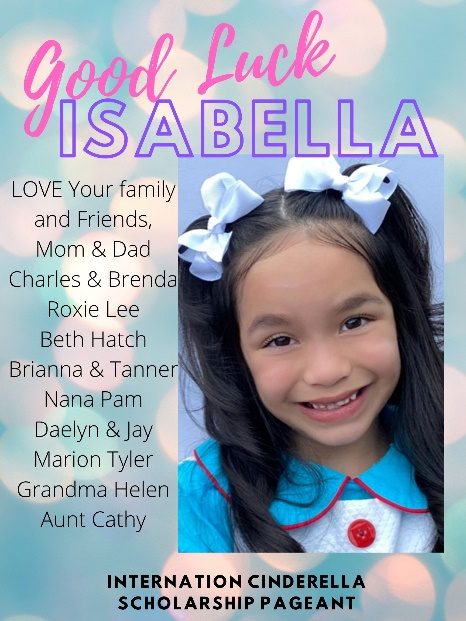 Good Luck
ISABELLA
LOVE Your family
and Friends,
Mom & Dad
Charles & Brenda
Roxie Lee
Beth Hatch
Brianna & Tanner
Nana Pam
Daelyn & Jay
Marion Tyler
Grandma Helen
Aunt Cathy
INTERNATION CINDERELLA
SCHOLARSHIP PAGEANT